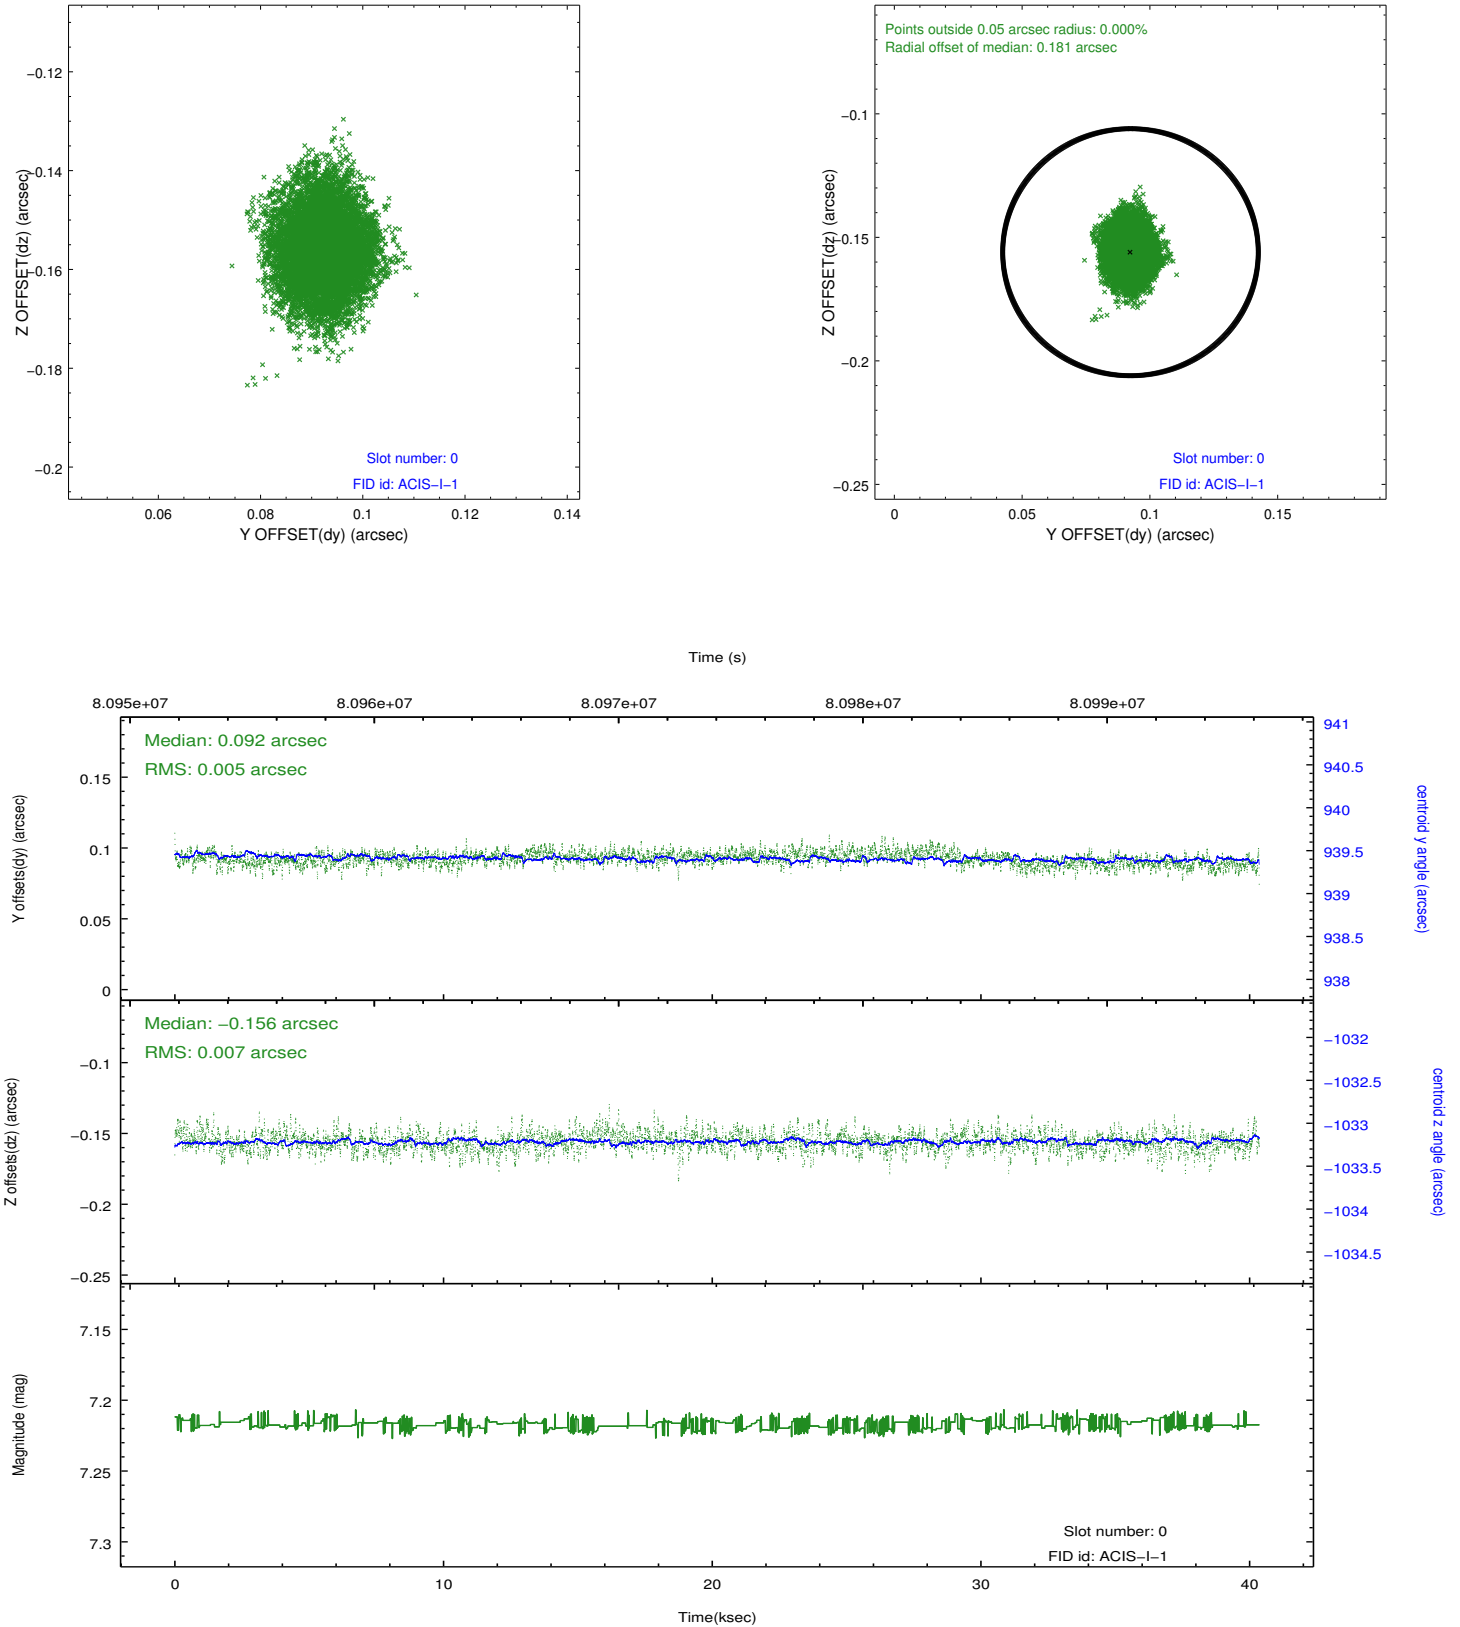 −0.12
−0.14
−0.16
−0.18
−0.2
Z OFFSET(dz) (arcsec)
Slot number: 0
FID id: ACIS−I−1
0.06
0.08
0.1
0.12
0.14
Y OFFSET(dy) (arcsec)
Points outside 0.05 arcsec radius: 0.000%
Radial offset of median: 0.181 arcsec
−0.1
−0.15
−0.2
−0.25
Z OFFSET(dz) (arcsec)
Slot number: 0
FID id: ACIS−I−1
0
0.05
0.1
0.15
Y OFFSET(dy) (arcsec)
Time (s)
8.095e+07
8.096e+07
8.097e+07
8.098e+07
8.099e+07
Median: 0.092 arcsec
RMS: 0.005 arcsec
0.15
0.1
0.05
0
Y offsets(dy) (arcsec)
941
940.5
940
939.5
939
938.5
938
centroid y angle (arcsec)
Median: −0.156 arcsec
RMS: 0.007 arcsec
−0.1
−0.15
−0.2
−0.25
Z offsets(dz) (arcsec)
−1032
−1032.5
−1033
−1033.5
−1034
−1034.5
centroid z angle (arcsec)
7.15
7.2
7.25
7.3
Magnitude (mag)
Slot number: 0
FID id: ACIS−I−1
0
10
20
30
40
Time(ksec)